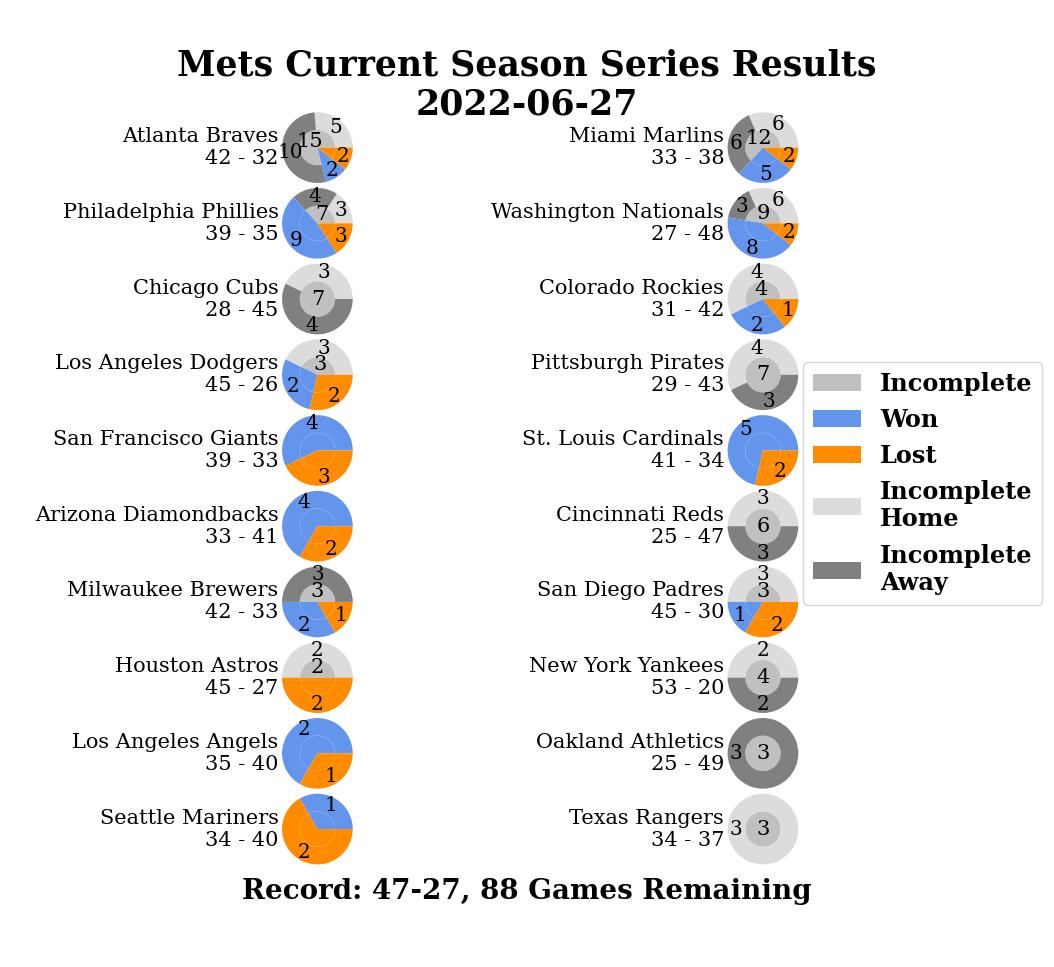 Mets Current Season Series Results
2022-06-27
Atlanta Braves
42 - 32
5
15
10
2
2
Miami Marlins
33 - 38
6
12
6
2
5
Philadelphia Phillies
39 - 35
4
3
7
9
3
Washington Nationals
27 - 48
6
3
9
2
8
Chicago Cubs
28 - 45
3
7
4
Colorado Rockies
31 - 42
4
4
1
2
Los Angeles Dodgers
45 - 26
3
3
2
2
Pittsburgh Pirates
29 - 43
4
7
3
San Francisco Giants
39 - 33
4
3
St. Louis Cardinals
41 - 34
5
2
Arizona Diamondbacks
33 - 41
4
2
Cincinnati Reds
25 - 47
3
6
3
Milwaukee Brewers
42 - 33
3
3
1
2
San Diego Padres
45 - 30
3
3
1
2
Houston Astros
45 - 27
2
2
2
New York Yankees
53 - 20
2
4
2
Los Angeles Angels
35 - 40
2
1
Oakland Athletics
25 - 49
3 3
Seattle Mariners
34 - 40
1
2
Texas Rangers
34 - 37
3 3
Incomplete
Won
Lost
Incomplete
Home
Incomplete
Away
Record: 47-27, 88 Games Remaining